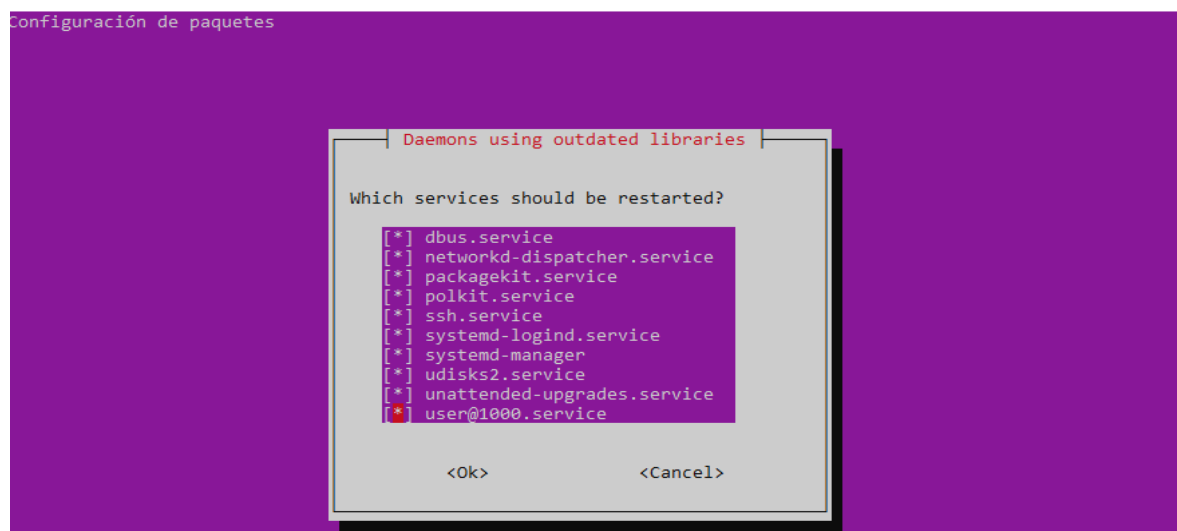 Configuración de paquetes
Daemons using outdated libraries
Which services should be restarted?
[*] dbus.service
[*] networkd-dispatcher.service
[*] packagekit.service
[*] polkit.service
[*] ssh.service
[*] systemd-logind.service
[*] systemd-manager
[*] udisks2.service
[*] unattended-upgrades.service
[*] user@1000.service
<Ok> <Cancel>